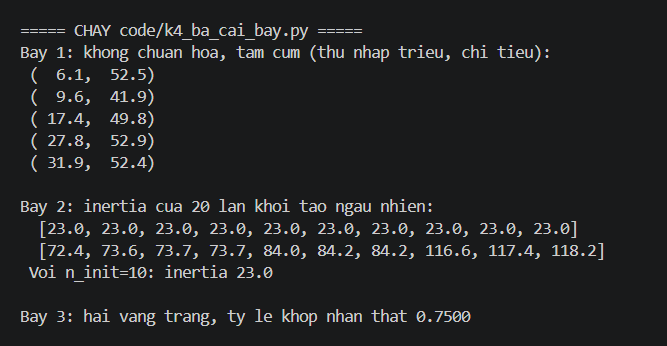 ===== CHAY code/k4_ba_cai_bay.py =====
Bay 1: khong chuan hoa, tam cum (thu nhap trieu, chi tieu):
(  6.1,  52.5)
(  9.6,  41.9)
( 17.4,  49.8)
( 27.8,  52.9)
( 31.9,  52.4)
Bay 2: inertia cua 20 lan khoi tao ngau nhien:
[23.0, 23.0, 23.0, 23.0, 23.0, 23.0, 23.0, 23.0, 23.0, 23.0]
[72.4, 73.6, 73.7, 73.7, 84.0, 84.2, 84.2, 116.6, 117.4, 118.2]
Voi n_init=10: inertia 23.0
Bay 3: hai vang trang, ty le khop nhan that 0.7500